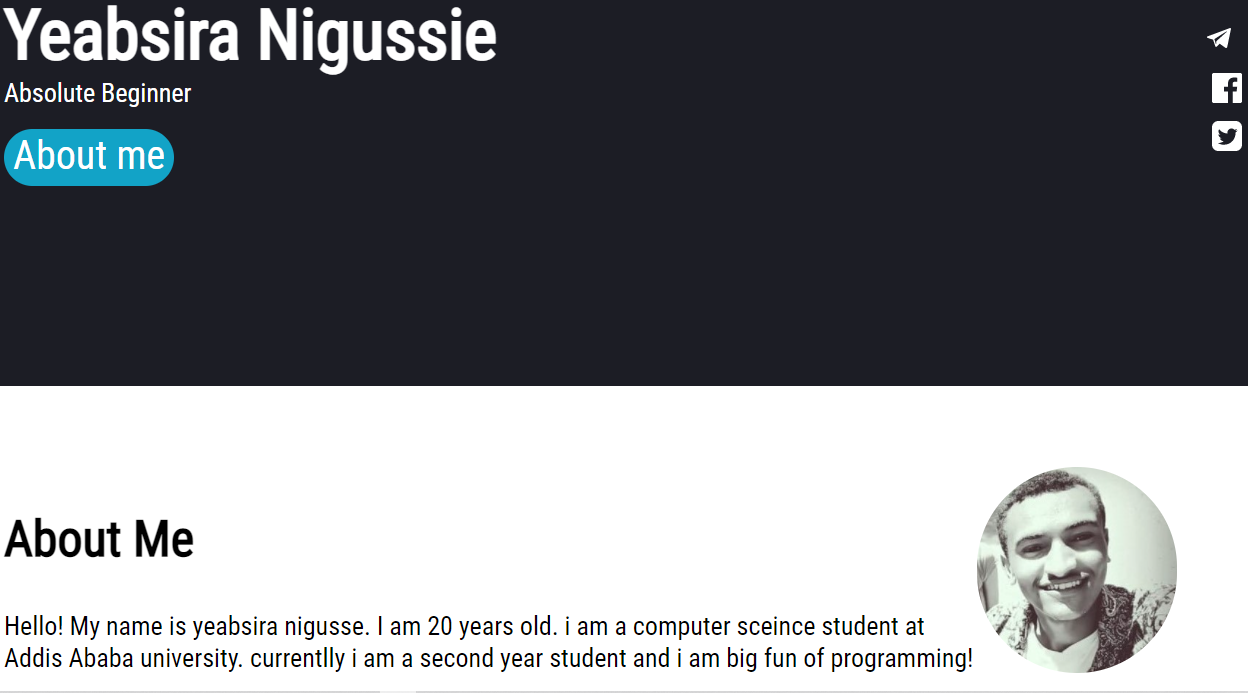 Yeabsira Nigussie
Absolute Beginner
About me
About Me
Hello! My name is yeabsira nigusse. I am 20 years old. i am a computer sceince student at
Addis Ababa university. currentlly i am a second year student and i am big fun of programming!